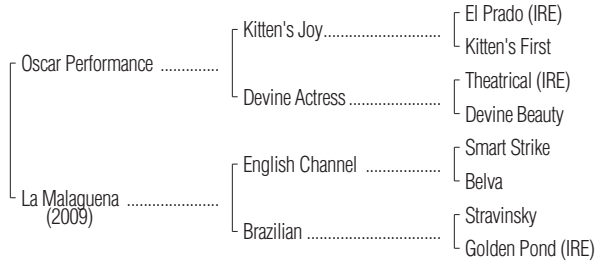 El Prado (IRE)
Kitten's Joy..............................
Kitten's First
Oscar Performance ..............
Theatrical (IRE)
Devine Actress .......................
Devine Beauty
Smart Strike
English Channel ...................
Belva
La Malaguena ......................
(2009)
Stravinsky
Brazilian .................................
Golden Pond (IRE)